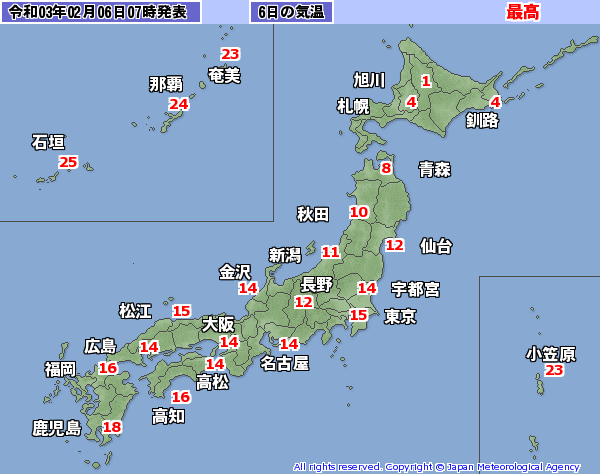 令和03年02月06日07時発表
6日の気温
最高
23
奄美
那覇
24
石垣
25
旭川
1
札幌
4
4
釧路
8
青森
秋田
10
12
仙台
新潟
11
金沢
14
長野
12
14
宇都宮
15
東京
松江
15
大阪
14
14
名古屋
広島
14
14
高松
福岡
16
16
高知
鹿児島
18
小笠原
23
All rights reserved. Copyright © Japan Meteorological Agency